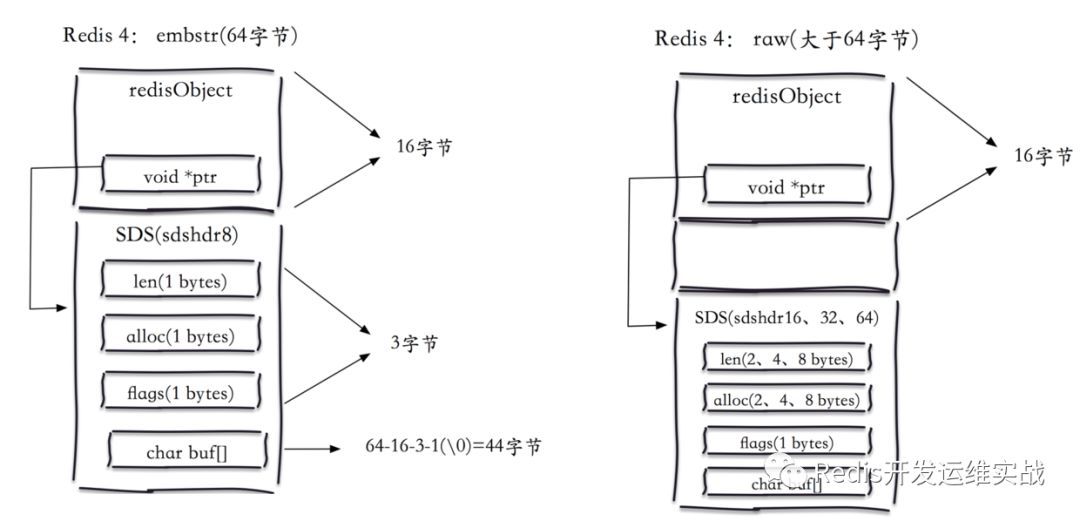 Redis 4： embstr(64字节)
redisObject
16字节
void *ptr
SDS(sdshdr8)
len(1 bytes)
alloc(1 bytes)
3字节
flags(1 bytes)
char buf[]
64-16-3-1(\0)=44字节
Redis 4： raw(大于64字节)
redisObject
16字节
void *ptr
SDS(sdshdr16、32、64)
len(2、4、8 bytes)
alloc(2、4、8 bytes)
flags(1 bytes)
char buf[]
Redis开发运维实战